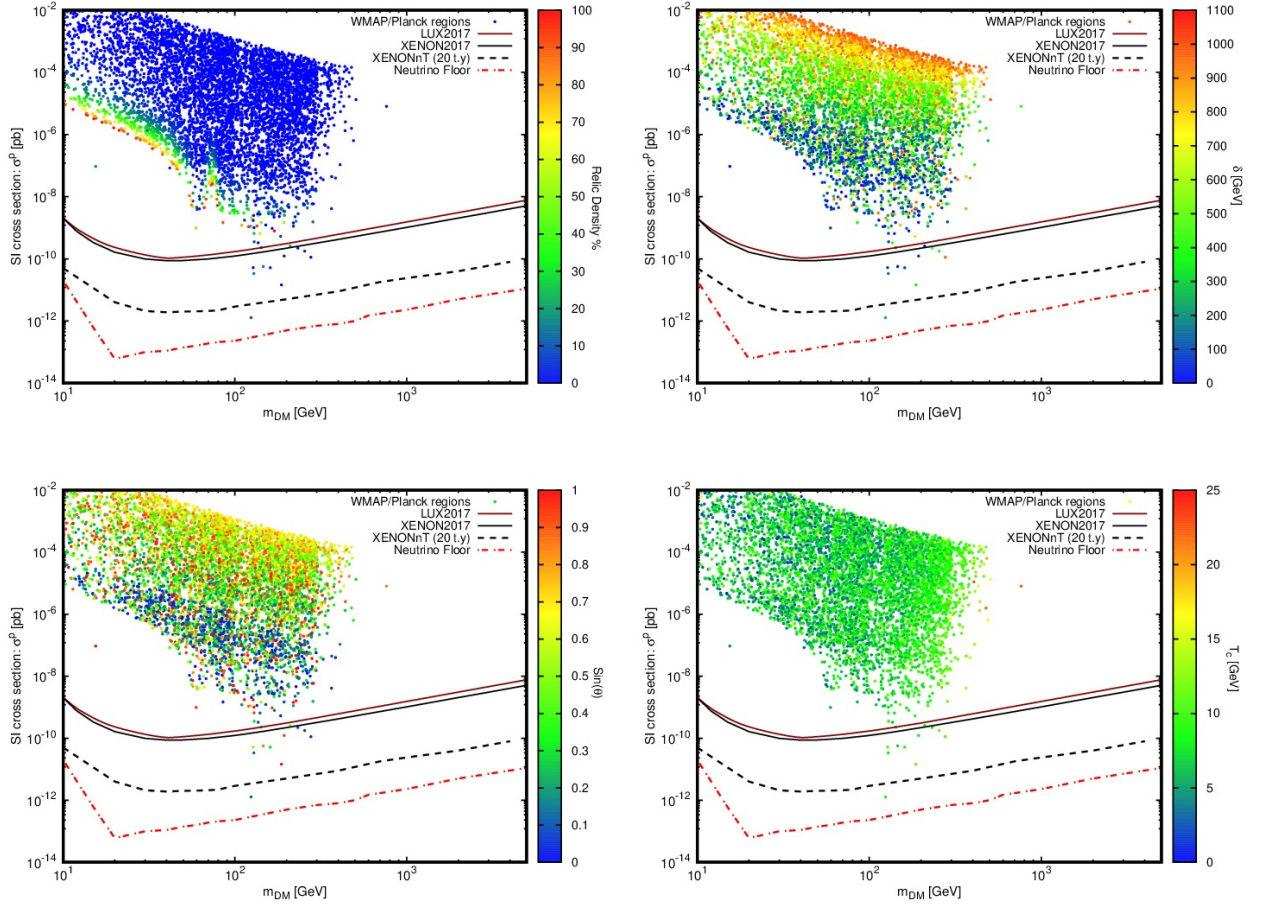 WMAP/Planck regions
LUX2017
XENON2017
XENONnT (20 t.y)
Neutrino Floor
10⁻²
10⁻⁴
10⁻⁶
10⁻⁸
10⁻¹⁰
10⁻¹²
10⁻¹⁴
SI cross section: σᵖ [pb]
10¹
10²
10³
m_DM [GeV]
100
90
80
70
60
50
40
30
20
10
0
Relic Density %
WMAP/Planck regions
LUX2017
XENON2017
XENONnT (20 t.y)
Neutrino Floor
10⁻²
10⁻⁴
10⁻⁶
10⁻⁸
10⁻¹⁰
10⁻¹²
10⁻¹⁴
SI cross section: σᵖ [pb]
10¹
10²
10³
m_DM [GeV]
1100
1000
900
800
700
600
500
400
300
200
100
0
δ [GeV]
WMAP/Planck regions
LUX2017
XENON2017
XENONnT (20 t.y)
Neutrino Floor
10⁻²
10⁻⁴
10⁻⁶
10⁻⁸
10⁻¹⁰
10⁻¹²
10⁻¹⁴
SI cross section: σᵖ [pb]
10¹
10²
10³
m_DM [GeV]
1
0.9
0.8
0.7
0.6
0.5
0.4
0.3
0.2
0.1
0
Sin(θ)
WMAP/Planck regions
LUX2017
XENON2017
XENONnT (20 t.y)
Neutrino Floor
10⁻²
10⁻⁴
10⁻⁶
10⁻⁸
10⁻¹⁰
10⁻¹²
10⁻¹⁴
SI cross section: σᵖ [pb]
10¹
10²
10³
m_DM [GeV]
25
20
15
10
5
0
T_c [GeV]